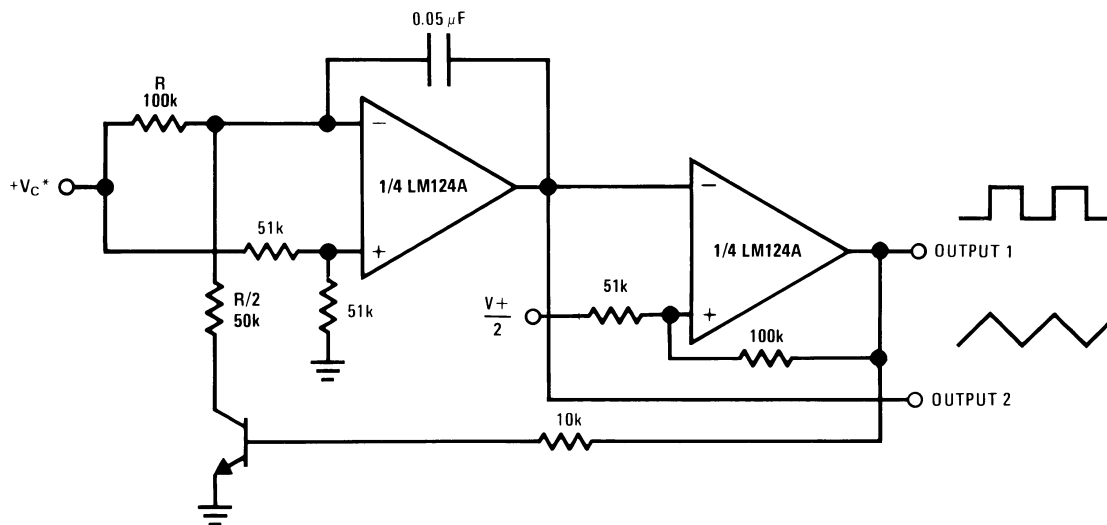 0.05 μF
R
100k
+VC*
−
1/4 LM124A
+
51k
51k
R/2
50k
−
1/4 LM124A
+
OUTPUT 1
V+
2
51k
100k
OUTPUT 2
10k